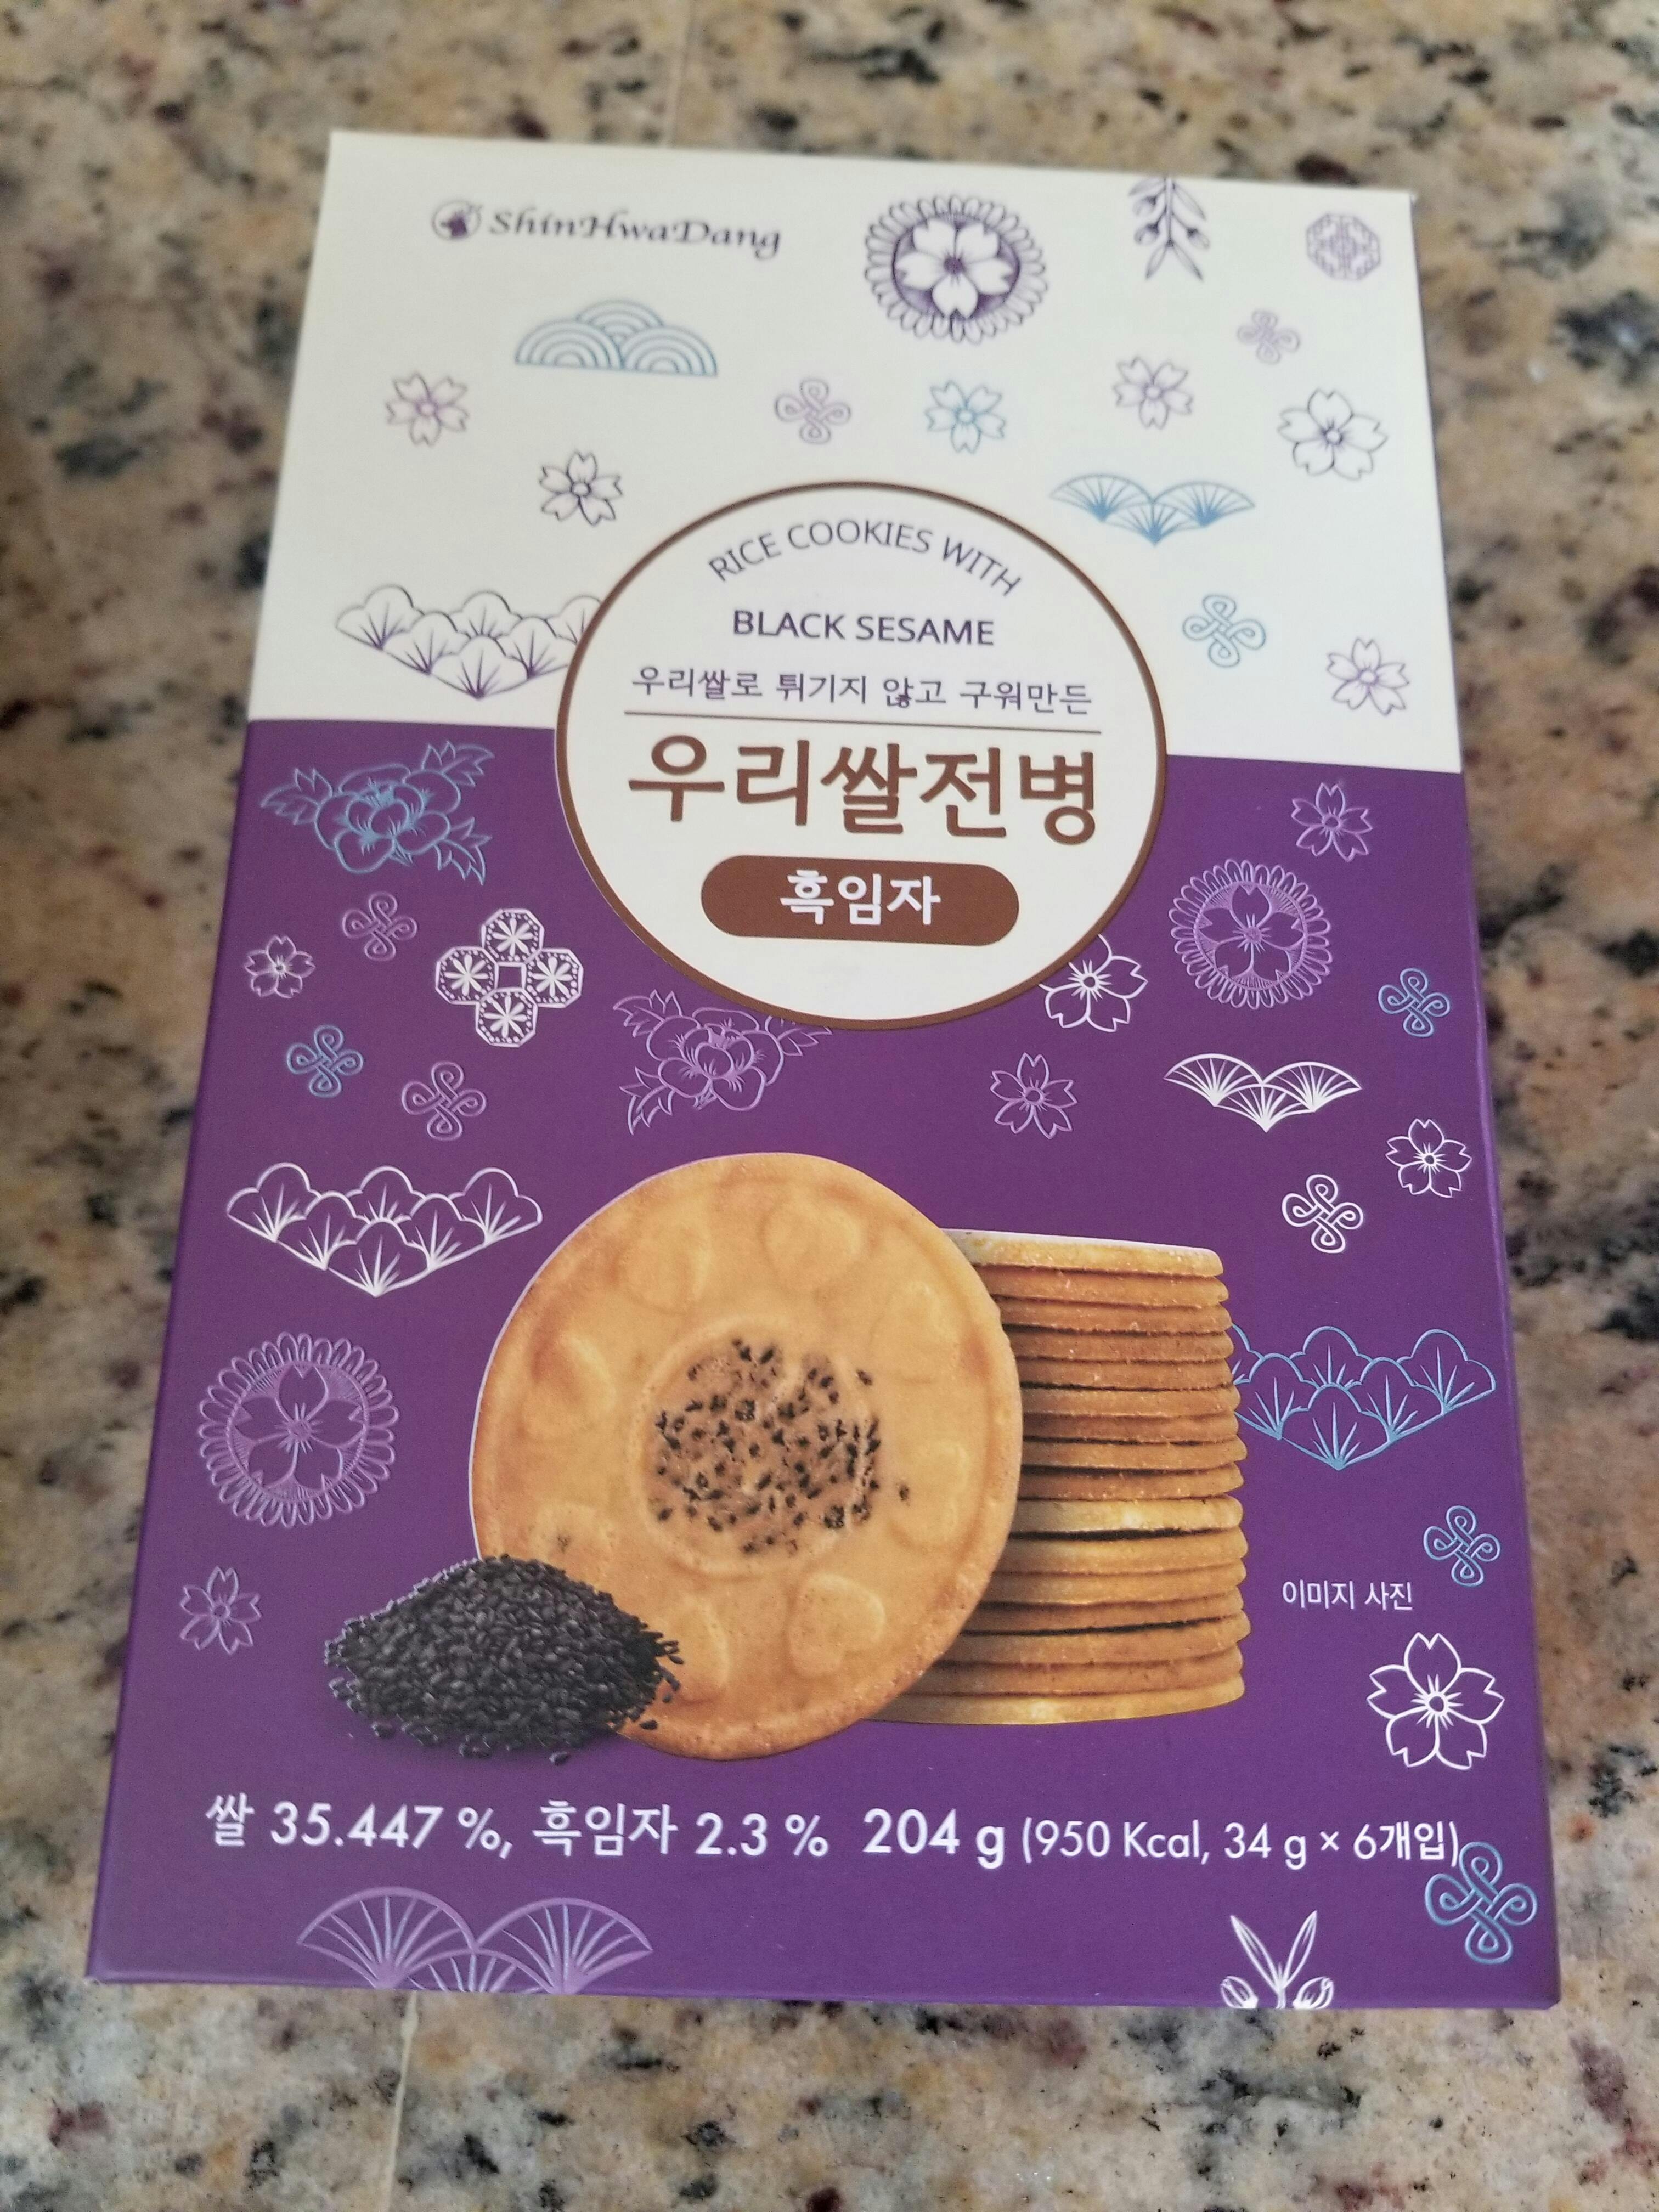 ShinHwaDang
RICE COOKIES WITH
BLACK SESAME
우리쌀로 튀기지 않고 구워만든
우리쌀전병
흑임자
이미지 사진
쌀 35.447 %, 흑임자 2.3 % 204 g (950 Kcal, 34 g × 6개입)